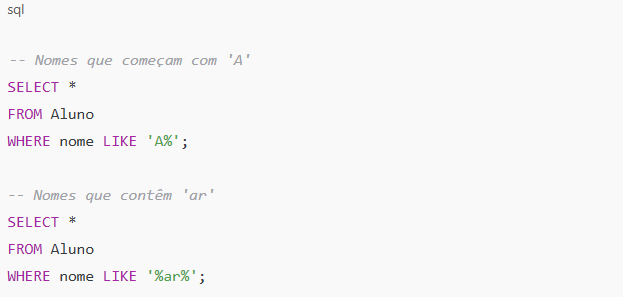 sql
-- Nomes que começam com 'A'
SELECT *
FROM Aluno
WHERE nome LIKE 'A%';
-- Nomes que contêm 'ar'
SELECT *
FROM Aluno
WHERE nome LIKE '%ar%';